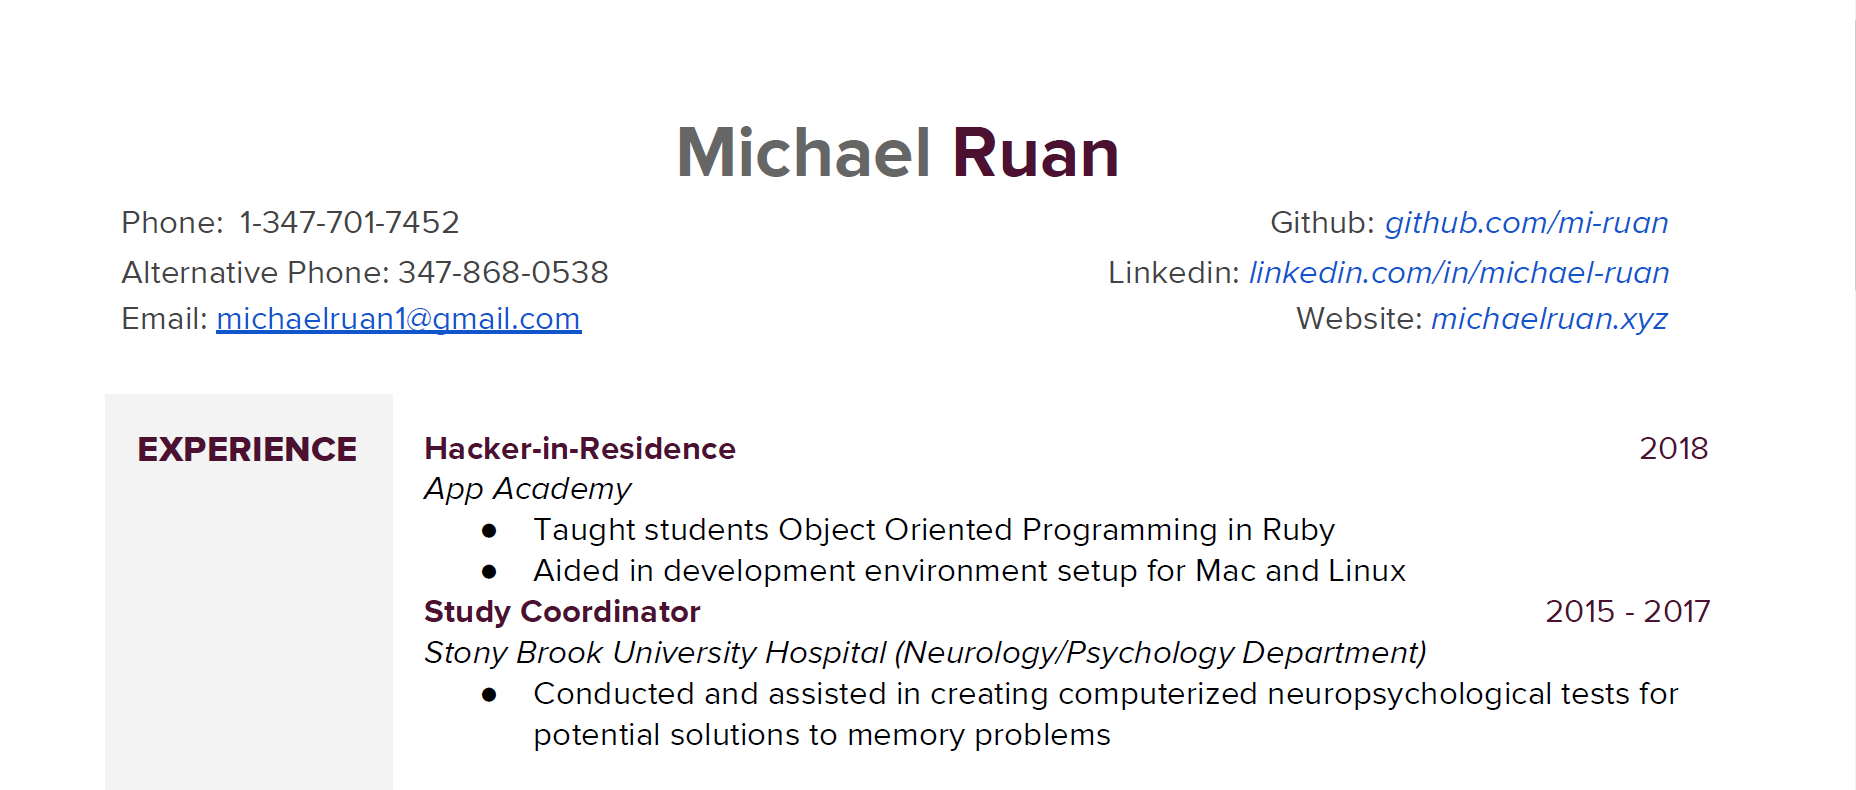 Michael Ruan
Phone: 1-347-701-7452
Github: github.com/mi-ruan
Alternative Phone: 347-868-0538
Linkedin: linkedin.com/in/michael-ruan
Email: michaelruan1@gmail.com
Website: michaelruan.xyz
EXPERIENCE
Hacker-in-Residence 2018
App Academy
● Taught students Object Oriented Programming in Ruby
● Aided in development environment setup for Mac and Linux
Study Coordinator 2015 - 2017
Stony Brook University Hospital (Neurology/Psychology Department)
● Conducted and assisted in creating computerized neuropsychological tests for
potential solutions to memory problems